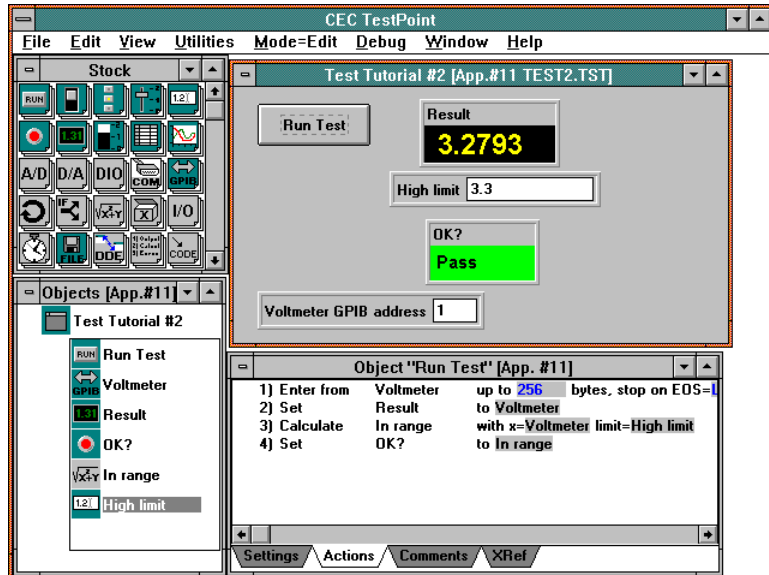 CEC TestPoint
File Edit View Utilities Mode=Edit Debug Window Help
Stock
RUN
1.2
1.31
A/D D/A DIO COM GPIB
IF √x²+Y I/O
FILE DDE CODE
Test Tutorial #2 [App.#11 TEST2.TST]
Run Test
Result
3.2793
High limit 3.3
OK?
Pass
Voltmeter GPIB address 1
Objects [App.#11]
Test Tutorial #2
RUN Run Test
GPIB Voltmeter
1.31 Result
OK?
√x²+Y In range
1.2 High limit
Object "Run Test" [App. #11]
1) Enter from Voltmeter up to 256 bytes, stop on EOS=L
2) Set Result to Voltmeter
3) Calculate In range with x=Voltmeter limit=High limit
4) Set OK? to In range
Settings Actions Comments XRef